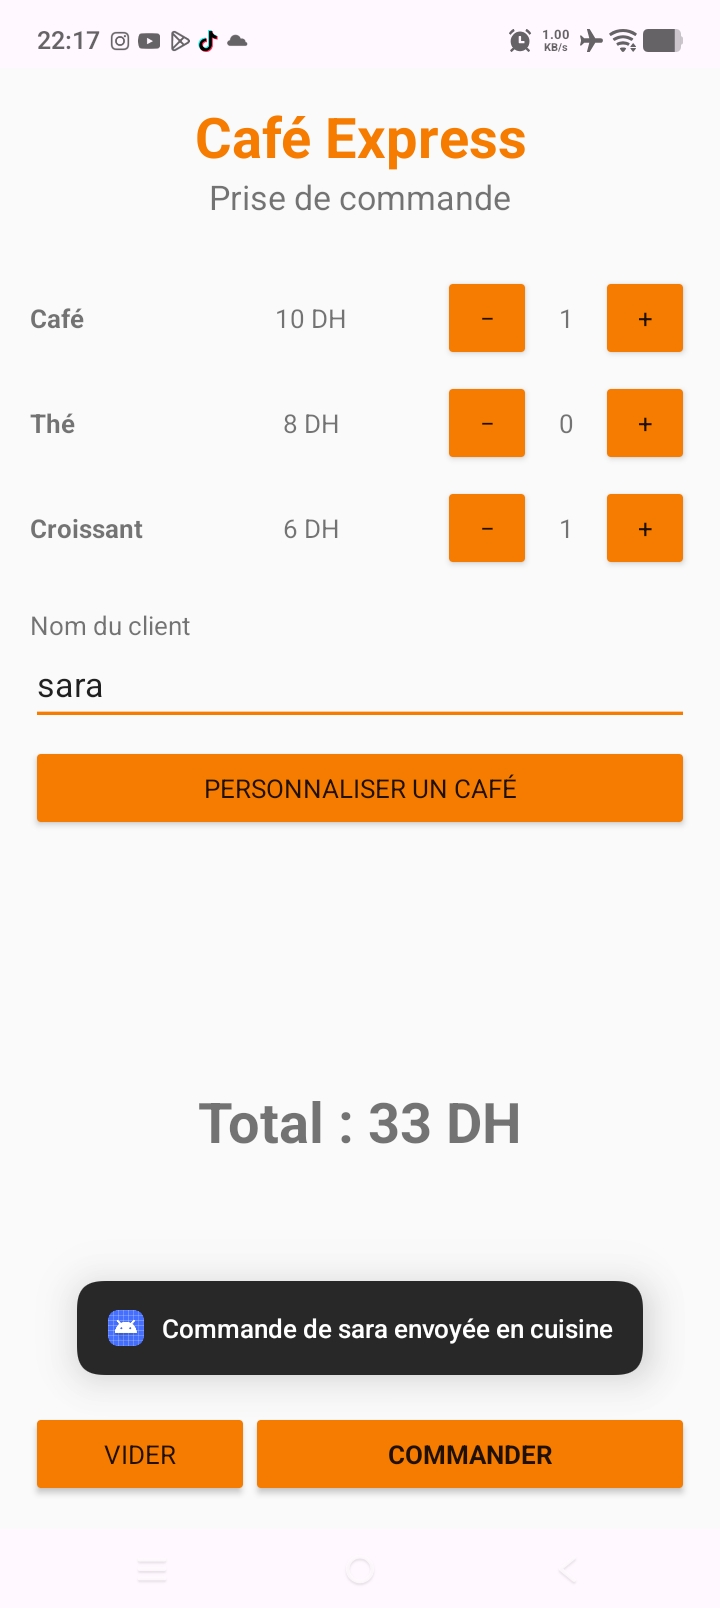 22:17 1.00 KB/s
Café Express
Prise de commande
Café 10 DH − 1 +
Thé 8 DH − 0 +
Croissant 6 DH − 1 +
Nom du client
sara
PERSONNALISER UN CAFÉ
Total : 33 DH
Commande de sara envoyée en cuisine
VIDER COMMANDER